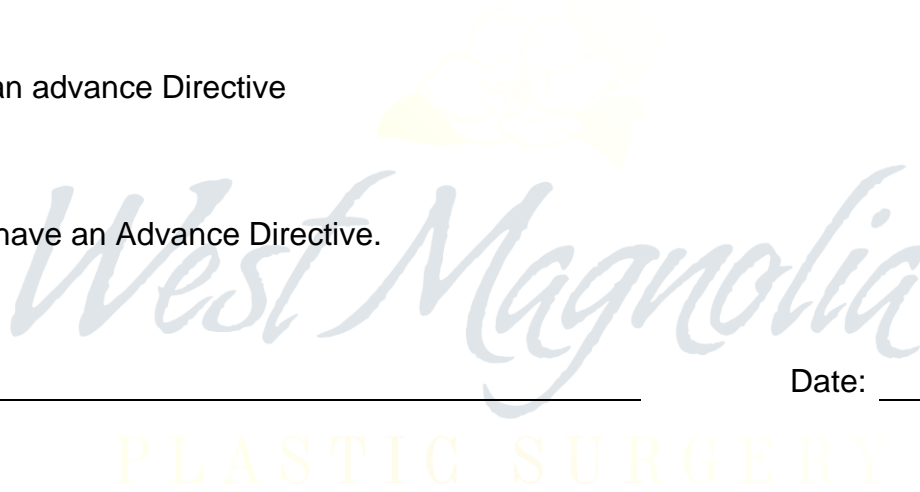 an advance Directive
have an Advance Directive.
West Magnolia
Date:
PLASTIC SURGERY